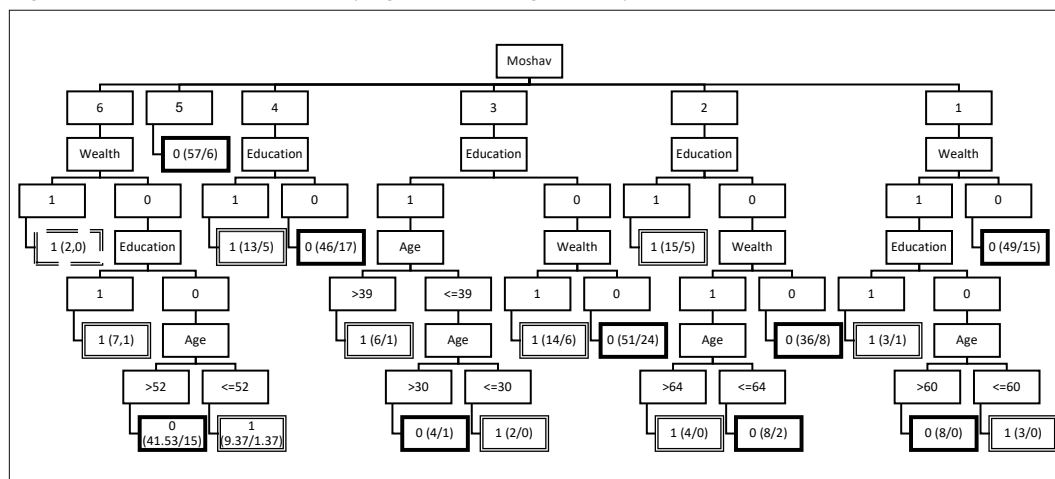 Moshav
6 5 4 3 2 1
Wealth 0 (57/6) Education Education Education Wealth
1 0 1 0 1 0 1 0 1 0
1 (2,0) Education 1 (13/5) 0 (46/17) Age Wealth 1 (15/5) Wealth Education 0 (49/15)
1 0 >39 <=39 1 0 1 0 1 0
1 (7,1) Age 1 (6/1) Age 1 (14/6) 0 (51/24) Age 0 (36/8) 1 (3/1) Age
>52 <=52 >30 <=30 >64 <=64 >60 <=60
0 1 0 (4/1) 1 (2/0) 1 (4/0) 0 (8/2) 0 (8/0) 1 (3/0)
(41.53/15) (9.37/1.37)